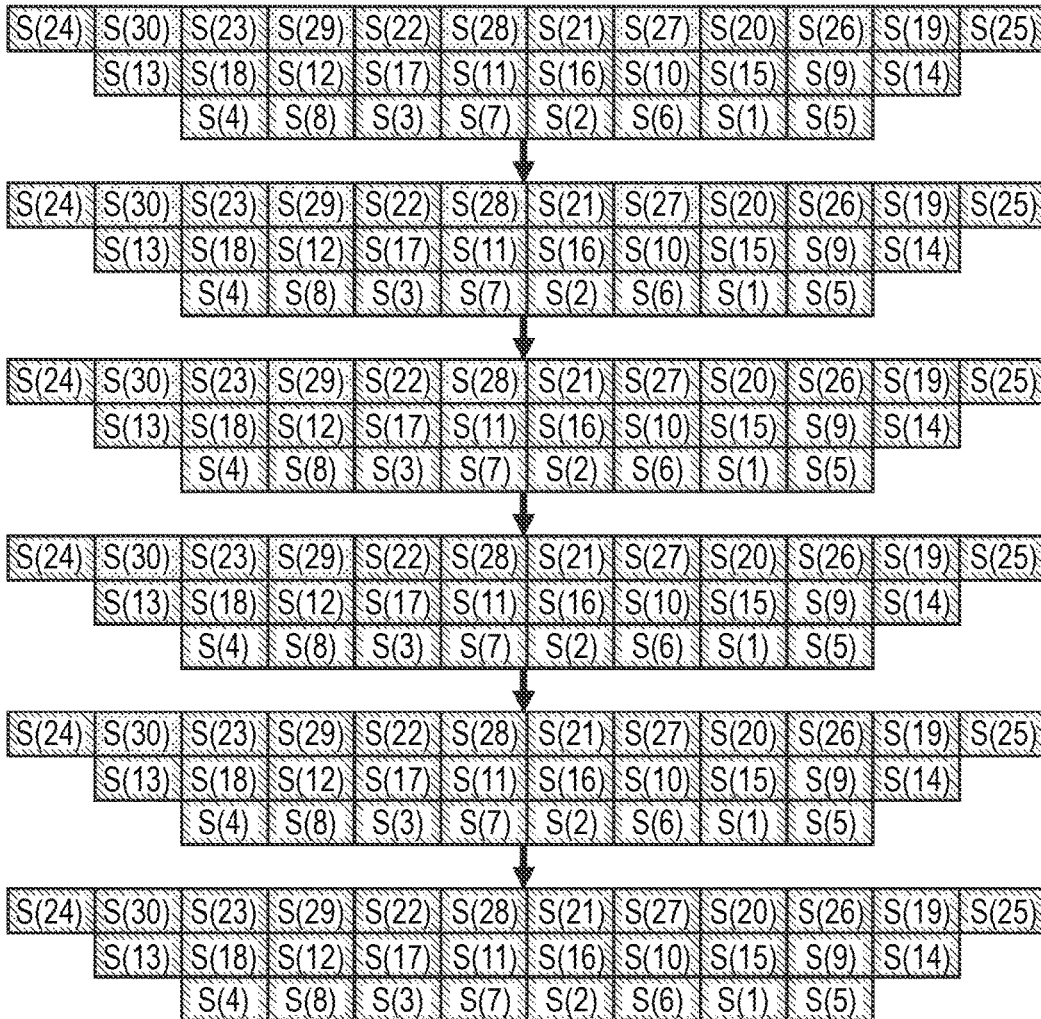 S(24) S(30) S(23) S(29) S(22) S(28) S(21) S(27) S(20) S(26) S(19) S(25)
S(13) S(18) S(12) S(17) S(11) S(16) S(10) S(15) S(9) S(14)
S(4) S(8) S(3) S(7) S(2) S(6) S(1) S(5)
S(24) S(30) S(23) S(29) S(22) S(28) S(21) S(27) S(20) S(26) S(19) S(25)
S(13) S(18) S(12) S(17) S(11) S(16) S(10) S(15) S(9) S(14)
S(4) S(8) S(3) S(7) S(2) S(6) S(1) S(5)
S(24) S(30) S(23) S(29) S(22) S(28) S(21) S(27) S(20) S(26) S(19) S(25)
S(13) S(18) S(12) S(17) S(11) S(16) S(10) S(15) S(9) S(14)
S(4) S(8) S(3) S(7) S(2) S(6) S(1) S(5)
S(24) S(30) S(23) S(29) S(22) S(28) S(21) S(27) S(20) S(26) S(19) S(25)
S(13) S(18) S(12) S(17) S(11) S(16) S(10) S(15) S(9) S(14)
S(4) S(8) S(3) S(7) S(2) S(6) S(1) S(5)
S(24) S(30) S(23) S(29) S(22) S(28) S(21) S(27) S(20) S(26) S(19) S(25)
S(13) S(18) S(12) S(17) S(11) S(16) S(10) S(15) S(9) S(14)
S(4) S(8) S(3) S(7) S(2) S(6) S(1) S(5)
S(24) S(30) S(23) S(29) S(22) S(28) S(21) S(27) S(20) S(26) S(19) S(25)
S(13) S(18) S(12) S(17) S(11) S(16) S(10) S(15) S(9) S(14)
S(4) S(8) S(3) S(7) S(2) S(6) S(1) S(5)